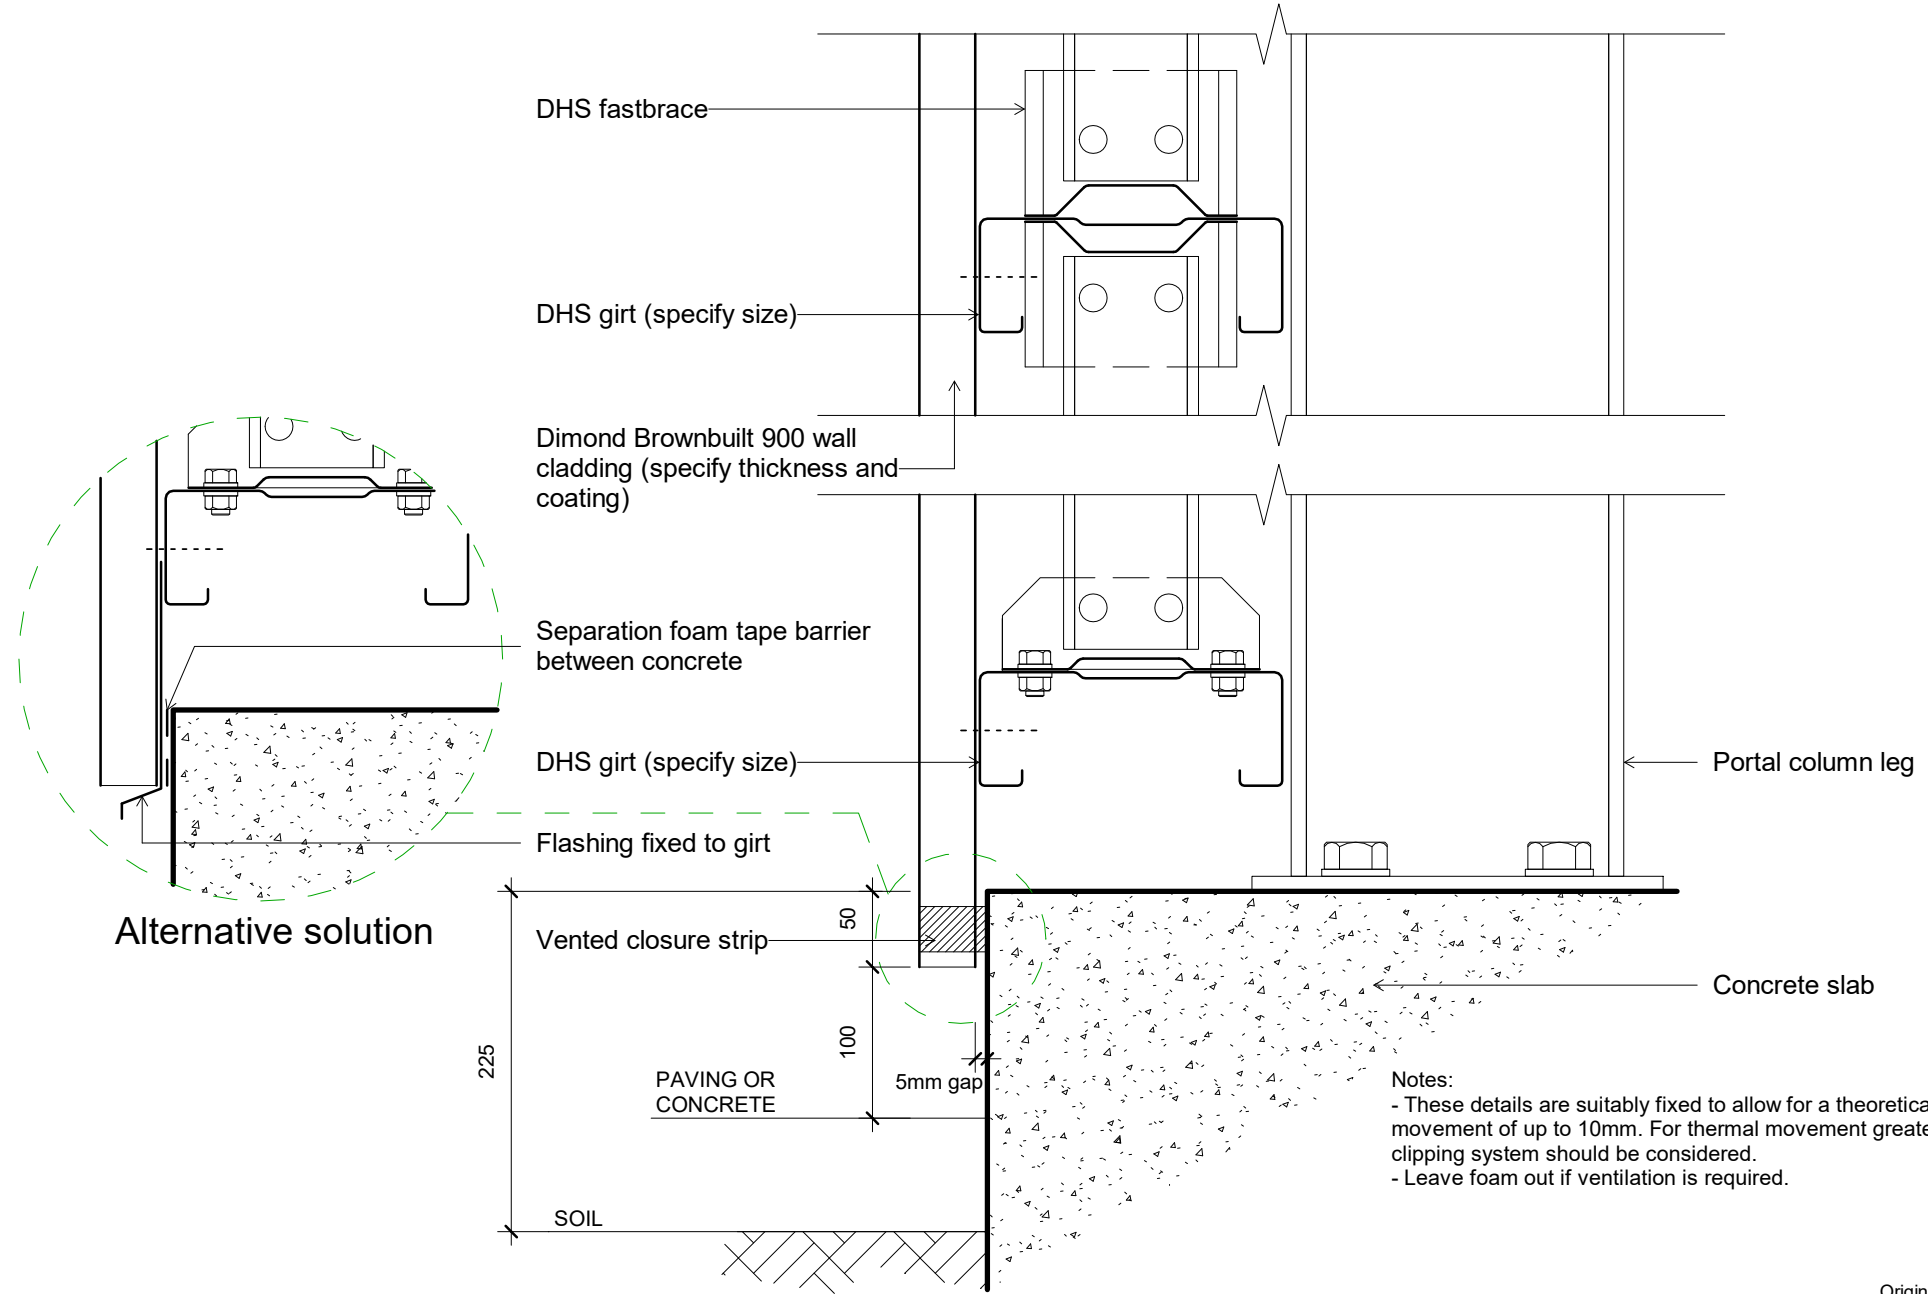 DHS fastbrace
DHS girt (specify size)
Dimond Brownbuilt 900 wall
cladding (specify thickness and
coating)
Separation foam tape barrier
between concrete
DHS girt (specify size)
Portal column leg
Flashing fixed to girt
Alternative solution
Vented closure strip
50
Concrete slab
100
225
5mm gap
PAVING OR
CONCRETE
Notes:
- These details are suitably fixed to allow for a theoretica
movement of up to 10mm. For thermal movement greate
clipping system should be considered.
- Leave foam out if ventilation is required.
SOIL
Origin